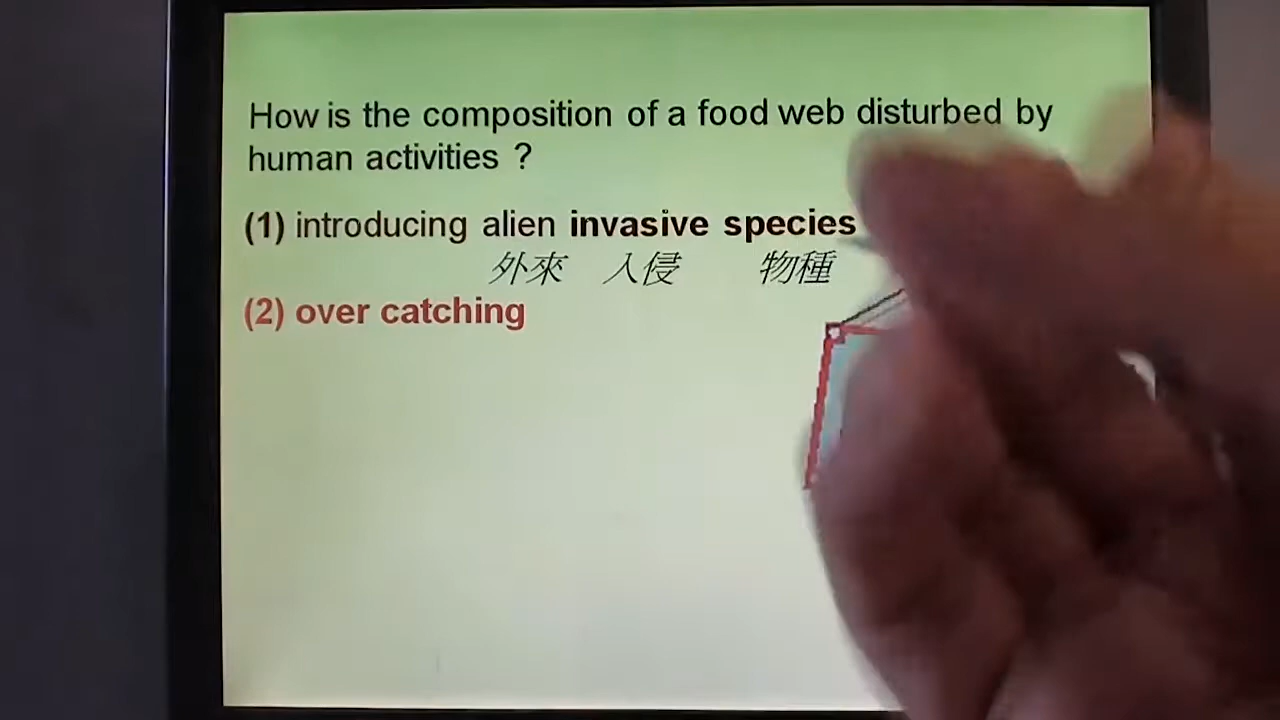 How is the composition of a food web disturbed by
human activities ?
(1) introducing alien invasive species
外來 入侵 物種
(2) over catching